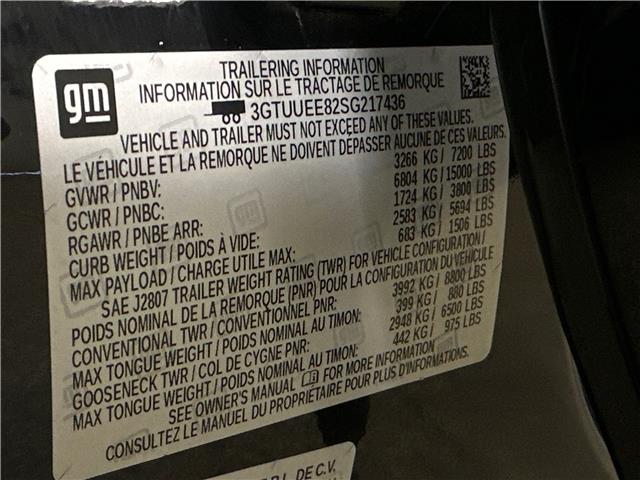 gm
TRAILERING INFORMATION
INFORMATION SUR LE TRACTAGE DE REMORQUE
3GTUUEE82SG217436
VEHICLE AND TRAILER MUST NOT EXCEED ANY OF THESE VALUES.
LE VÉHICULE ET LA REMORQUE NE DOIVENT DÉPASSER AUCUNE DE CES VALEURS.
GVWR / PNBV: 3266 KG / 7200 LBS
GCWR / PNBC: 6804 KG / 15000 LBS
RGAWR / PNBE ARR: 1724 KG / 3800 LBS
CURB WEIGHT / POIDS À VIDE: 2583 KG / 5694 LBS
MAX PAYLOAD / CHARGE UTILE MAX: 683 KG / 1506 LBS
SAE J2807 TRAILER WEIGHT RATING (TWR) FOR VEHICLE CONFIGURATION /
POIDS NOMINAL DE LA REMORQUE (PNR) POUR LA CONFIGURATION DU VÉHICULE
CONVENTIONAL TWR / CONVENTIONNEL PNR: 3992 KG / 8800 LBS
MAX TONGUE WEIGHT / POIDS NOMINAL AU TIMON: 399 KG / 880 LBS
GOOSENECK TWR / COL DE CYGNE PNR: 2948 KG / 6500 LBS
MAX TONGUE WEIGHT / POIDS NOMINAL AU TIMON: 442 KG / 975 LBS
SEE OWNER'S MANUAL FOR MORE INFORMATION
CONSULTEZ LE MANUEL DU PROPRIÉTAIRE POUR PLUS D'INFORMATIONS.
DE C.V.